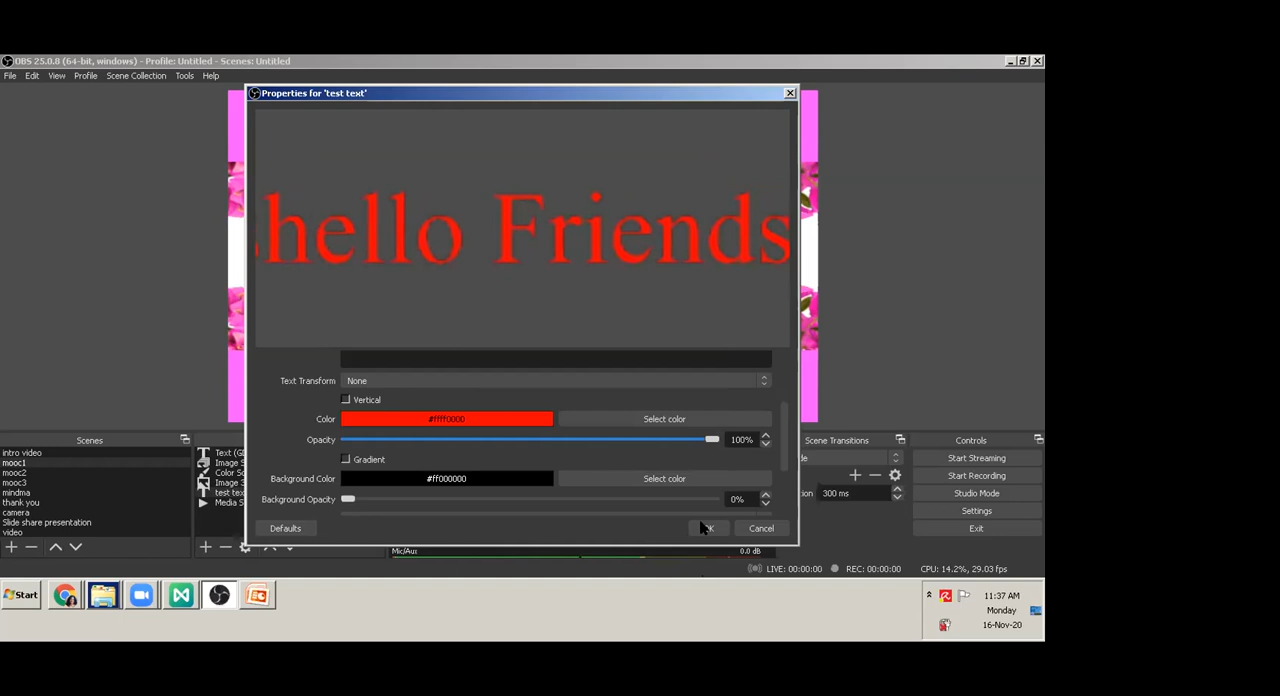 OBS 25.0.8 (64-bit, windows) - Profile: Untitled - Scenes: Untitled
File Edit View Profile Scene Collection Tools Help
Properties for 'test text'
hello Friends
Text Transform None
Vertical
Color #ffff0000 Select color
Opacity 100%
Gradient
Background Color #ff000000 Select color
Background Opacity 0%
Defaults Cancel
Scenes
intro video
mooc1
mooc2
mooc3
mindma
thank you
camera
Slide share presentation
video
Text (G
Image S
Color So
Image 3
test tex
Media S
Mic/Aux 0.0 dB
Scene Transitions
300 ms
Controls
Start Streaming
Start Recording
Studio Mode
Settings
Exit
LIVE: 00:00:00 REC: 00:00:00 CPU: 14.2%, 29.03 fps
Start
11:37 AM
Monday
16-Nov-20